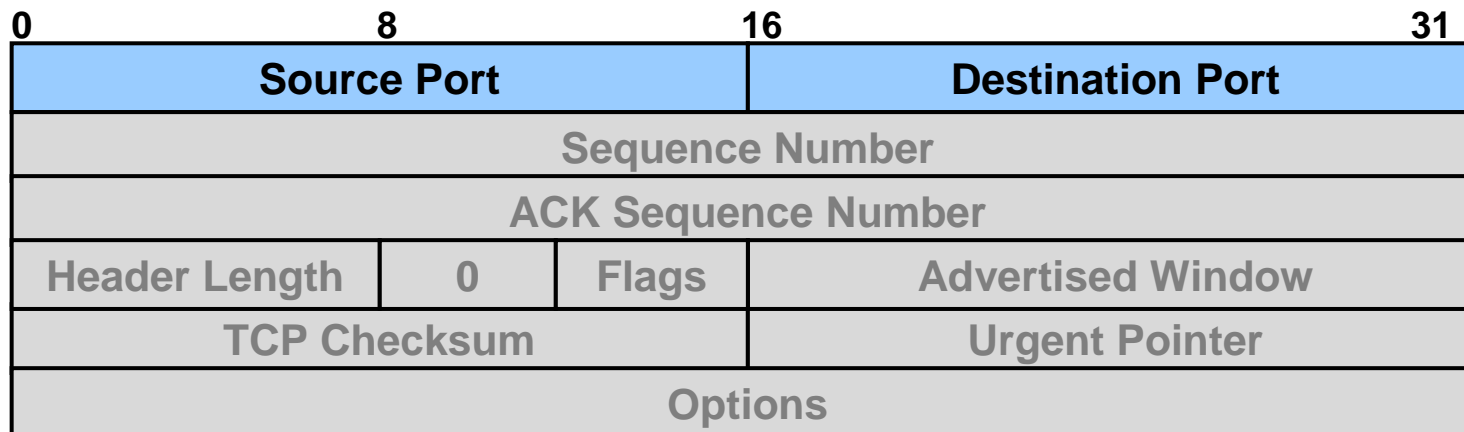 0 8 16 31
Source Port Destination Port
Sequence Number
ACK Sequence Number
Header Length 0 Flags Advertised Window
TCP Checksum Urgent Pointer
Options